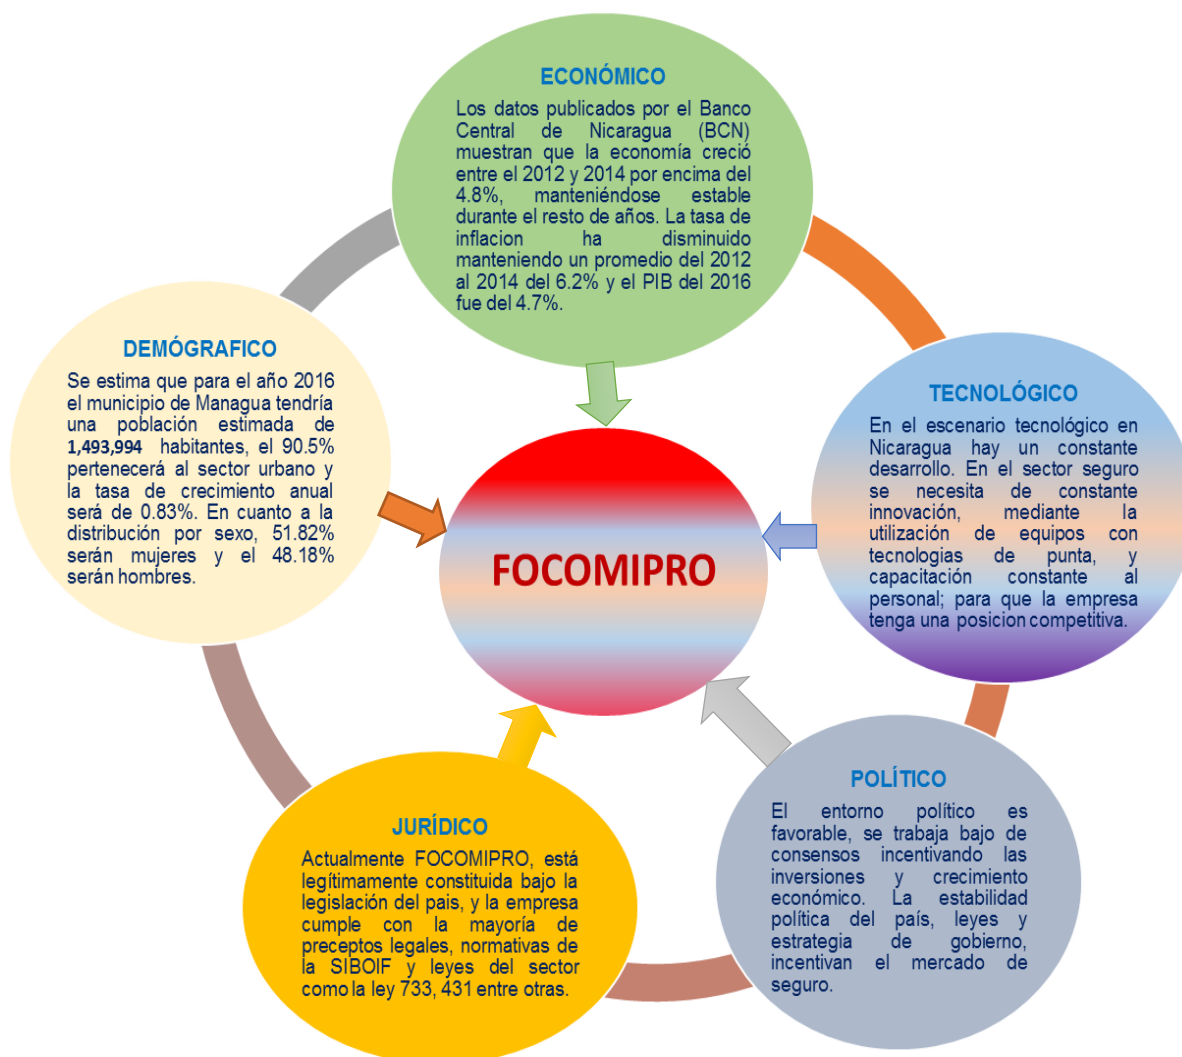 ECONÓMICO
Los datos publicados por el Banco
Central de Nicaragua (BCN)
muestran que la economía creció
entre el 2012 y 2014 por encima del
4.8%, manteniéndose estable
durante el resto de años. La tasa de
inflacion ha disminuido
manteniendo un promedio del 2012
al 2014 del 6.2% y el PIB del 2016
fue del 4.7%.
TECNOLÓGICO
En el escenario tecnológico en
Nicaragua hay un constante
desarrollo. En el sector seguro
se necesita de constante
innovación, mediante la
utilización de equipos con
tecnologias de punta, y
capacitación constante al
personal; para que la empresa
tenga una posicion competitiva.
POLÍTICO
El entorno político es
favorable, se trabaja bajo de
consensos incentivando las
inversiones y crecimiento
económico. La estabilidad
política del país, leyes y
estrategia de gobierno,
incentivan el mercado de
seguro.
JURÍDICO
Actualmente FOCOMIPRO, está
legítimamente constituida bajo la
legislación del pais, y la empresa
cumple con la mayoría de
preceptos legales, normativas de
la SIBOIF y leyes del sector
como la ley 733, 431 entre otras.
DEMÓGRAFICO
Se estima que para el año 2016
el municipio de Managua tendría
una población estimada de
1,493,994 habitantes, el 90.5%
pertenecerá al sector urbano y
la tasa de crecimiento anual
será de 0.83%. En cuanto a la
distribución por sexo, 51.82%
serán mujeres y el 48.18%
serán hombres.
FOCOMIPRO